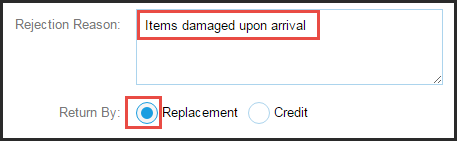 Rejection Reason: Items damaged upon arrival
Return By: Replacement Credit